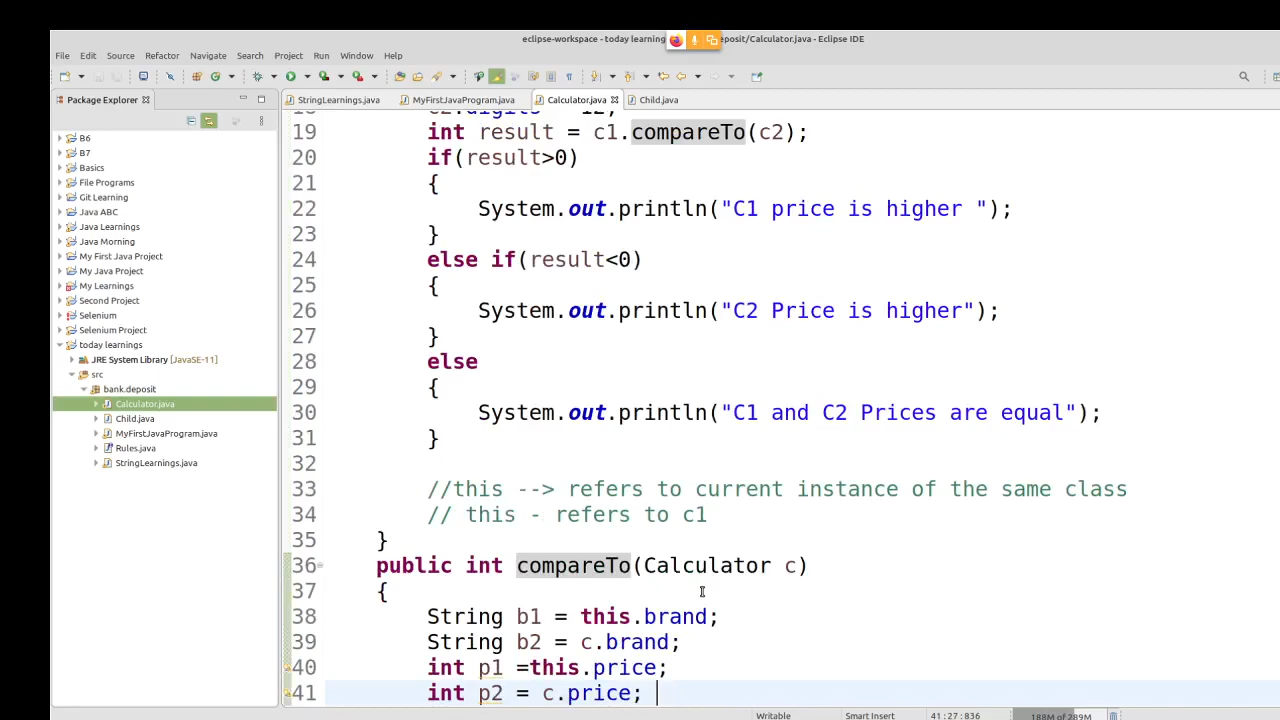 eclipse-workspace - today learning eposit/Calculator.java - Eclipse IDE
File Edit Source Refactor Navigate Search Project Run Window Help
Package Explorer
StringLearnings.java MyFirstJavaProgram.java Calculator.java Child.java
B6
B7
Basics
File Programs
Git Learning
Java ABC
Java Learnings
Java Morning
My First Java Project
My Java Project
My Learnings
Second Project
Selenium
Selenium Project
today learnings
JRE System Library [JavaSE-11]
src
bank.deposit
Calculator.java
Child.java
MyFirstJavaProgram.java
Rules.java
StringLearnings.java
18 c2.digits = 12;
19 int result = c1.compareTo(c2);
20 if(result>0)
21 {
22 System.out.println("C1 price is higher ");
23 }
24 else if(result<0)
25 {
26 System.out.println("C2 Price is higher");
27 }
28 else
29 {
30 System.out.println("C1 and C2 Prices are equal");
31 }
32
33 //this --> refers to current instance of the same class
34 // this - refers to c1
35 }
36 public int compareTo(Calculator c)
37 {
38 String b1 = this.brand;
39 String b2 = c.brand;
40 int p1 =this.price;
41 int p2 = c.price;
Writable Smart Insert 41:27:836 188M of 289M